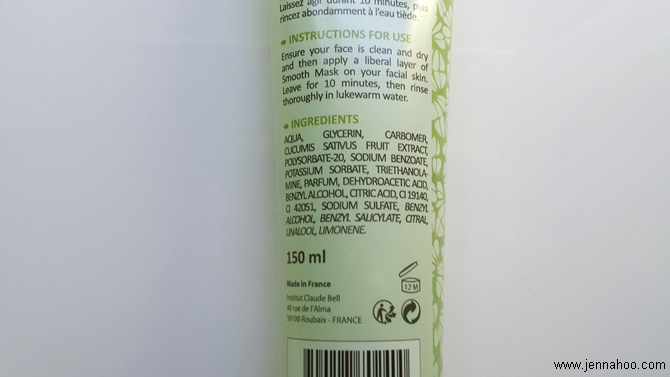 Laissez agir durant 10 minutes, puis
rincez abondamment à l'eau tiède.
INSTRUCTIONS FOR USE
Ensure your face is clean and dry
and then apply a liberal layer of
Smooth Mask on your facial skin.
Leave for 10 minutes, then rinse
thoroughly in lukewarm water.
INGREDIENTS
AQUA, GLYCERIN, CARBOMER,
CUCUMIS SATIVUS FRUIT EXTRACT,
POLYSORBATE-20, SODIUM BENZOATE,
POTASSIUM SORBATE, TRIETHANOLA-
MINE, PARFUM, DEHYDROACETIC ACID,
BENZYL ALCOHOL, CITRIC ACID, CI 19140,
CI 42051, SODIUM SULFATE, BENZYL
ALCOHOL, BENZYL SALICYLATE, CITRAL,
LINALOOL, LIMONENE.
150 ml
Made in France
Institut Claude Bell
40 rue de l'Alma
59100 Roubaix - FRANCE
12 M
www.jennahoo.com